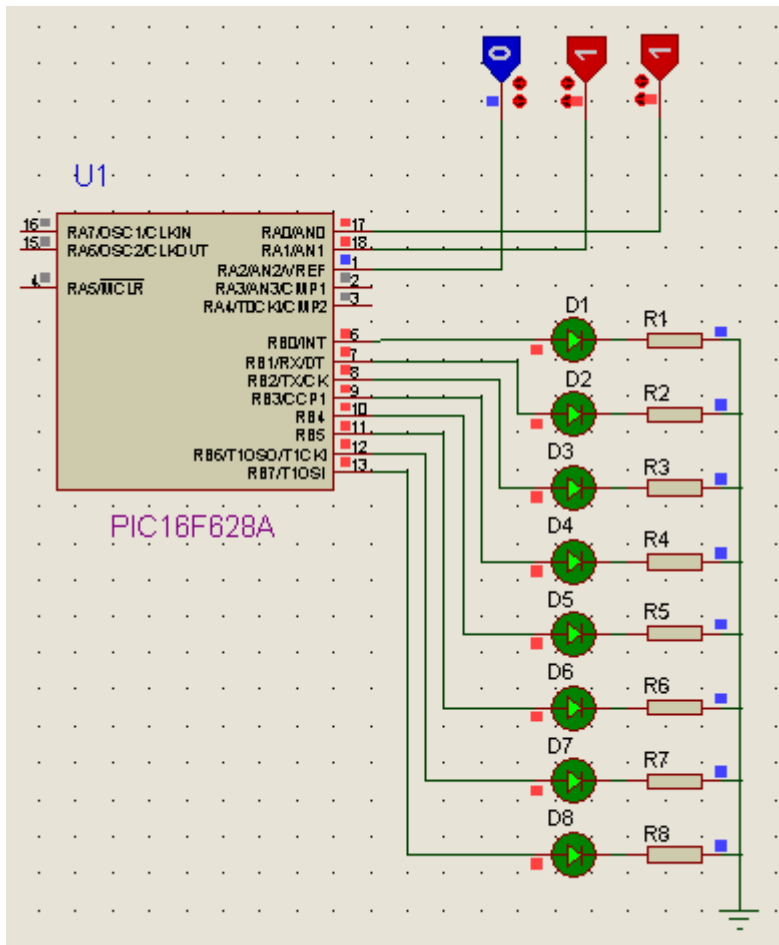 0 1 1
U1
16 RA7/OSC1/CLKIN RA0/AN0 17
15 RA6/OSC2/CLKOUT RA1/AN1 18
RA2/AN2/VREF 1
4 RA5/MCLR RA3/AN3/CMP1 2
RA4/T0CKI/CMP2 3
RB0/INT 6
RB1/RX/DT 7
RB2/TX/CK 8
RB3/CCP1 9
RB4 10
RB5 11
RB6/T1OSO/T1CKI 12
RB7/T1OSI 13
PIC16F628A
D1 R1
D2 R2
D3 R3
D4 R4
D5 R5
D6 R6
D7 R7
D8 R8